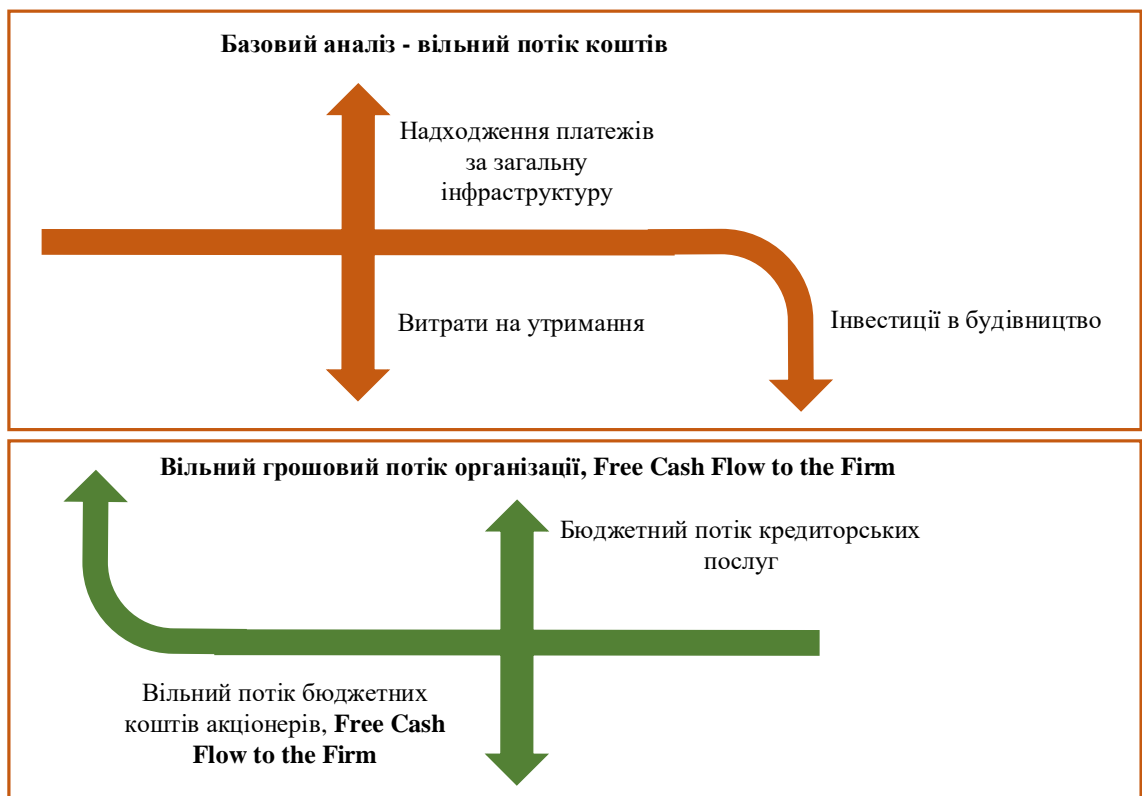 Базовий аналіз - вільний потік коштів
Надходження платежів
за загальну
інфраструктуру
Витрати на утримання
Інвестиції в будівництво
Вільний грошовий потік організації, Free Cash Flow to the Firm
Бюджетний потік кредиторських
послуг
Вільний потік бюджетних
коштів акціонерів, Free Cash
Flow to the Firm